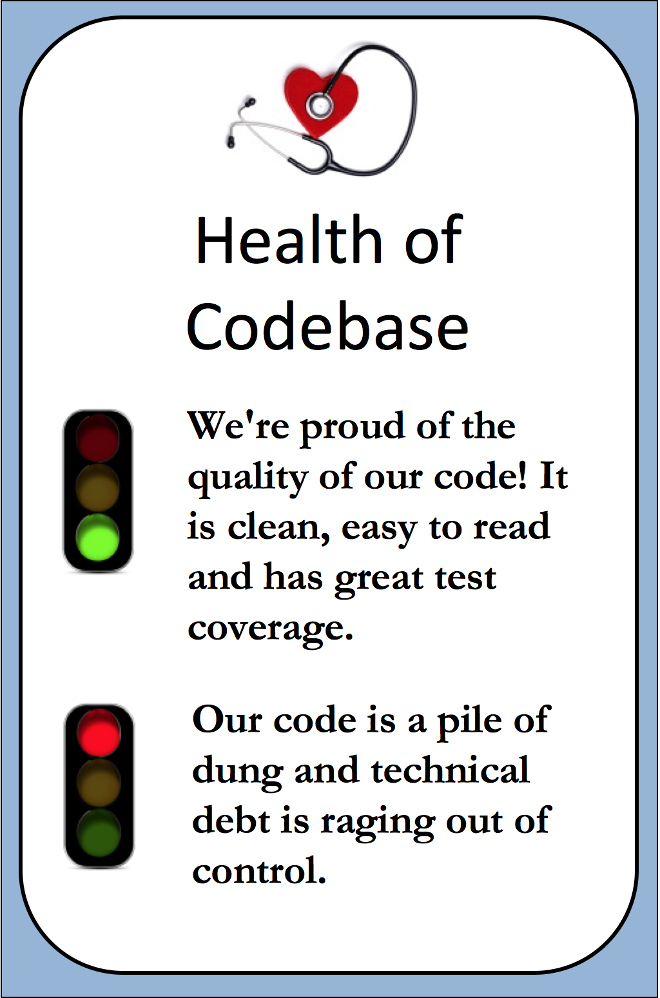 Health of
Codebase
We're proud of the
quality of our code! It
is clean, easy to read
and has great test
coverage.
Our code is a pile of
dung and technical
debt is raging out of
control.